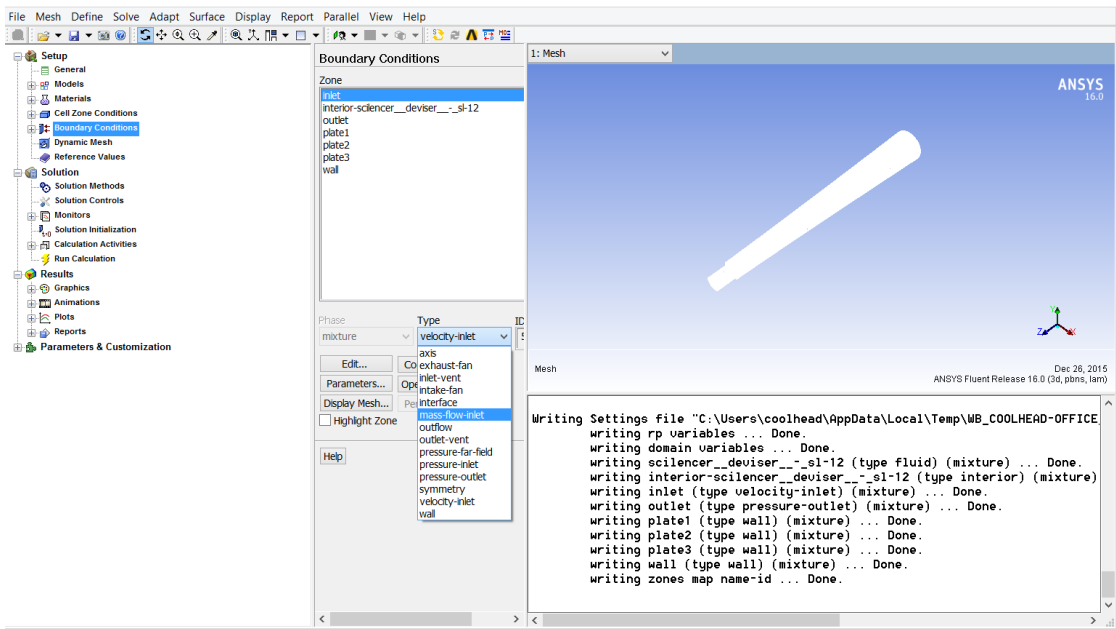 File Mesh Define Solve Adapt Surface Display Report Parallel View Help
Setup
General
Models
Materials
Cell Zone Conditions
Boundary Conditions
Dynamic Mesh
Reference Values
Solution
Solution Methods
Solution Controls
Monitors
Solution Initialization
Calculation Activities
Run Calculation
Results
Graphics
Animations
Plots
Reports
Parameters & Customization
Boundary Conditions
Zone
inlet
interior-scilencer__deviser__-_sl-12
outlet
plate1
plate2
plate3
wall
Phase Type ID
mixture velocity-inlet
axis
exhaust-fan
inlet-vent
intake-fan
interface
mass-flow-inlet
outflow
outlet-vent
pressure-far-field
pressure-inlet
pressure-outlet
symmetry
velocity-inlet
wall
Edit... Co
Parameters... Ope
Display Mesh... Pe
Highlight Zone
Help
1: Mesh
ANSYS
16.0
Y
Z X
Mesh Dec 26, 2015
ANSYS Fluent Release 16.0 (3d, pbns, lam)
Writing Settings file "C:\Users\coolhead\AppData\Local\Temp\WB_COOLHEAD-OFFICE_
writing rp variables ... Done.
writing domain variables ... Done.
writing scilencer__deviser__-_sl-12 (type fluid) (mixture) ... Done.
writing interior-scilencer__deviser__-_sl-12 (type interior) (mixture)
writing inlet (type velocity-inlet) (mixture) ... Done.
writing outlet (type pressure-outlet) (mixture) ... Done.
writing plate1 (type wall) (mixture) ... Done.
writing plate2 (type wall) (mixture) ... Done.
writing plate3 (type wall) (mixture) ... Done.
writing wall (type wall) (mixture) ... Done.
writing zones map name-id ... Done.